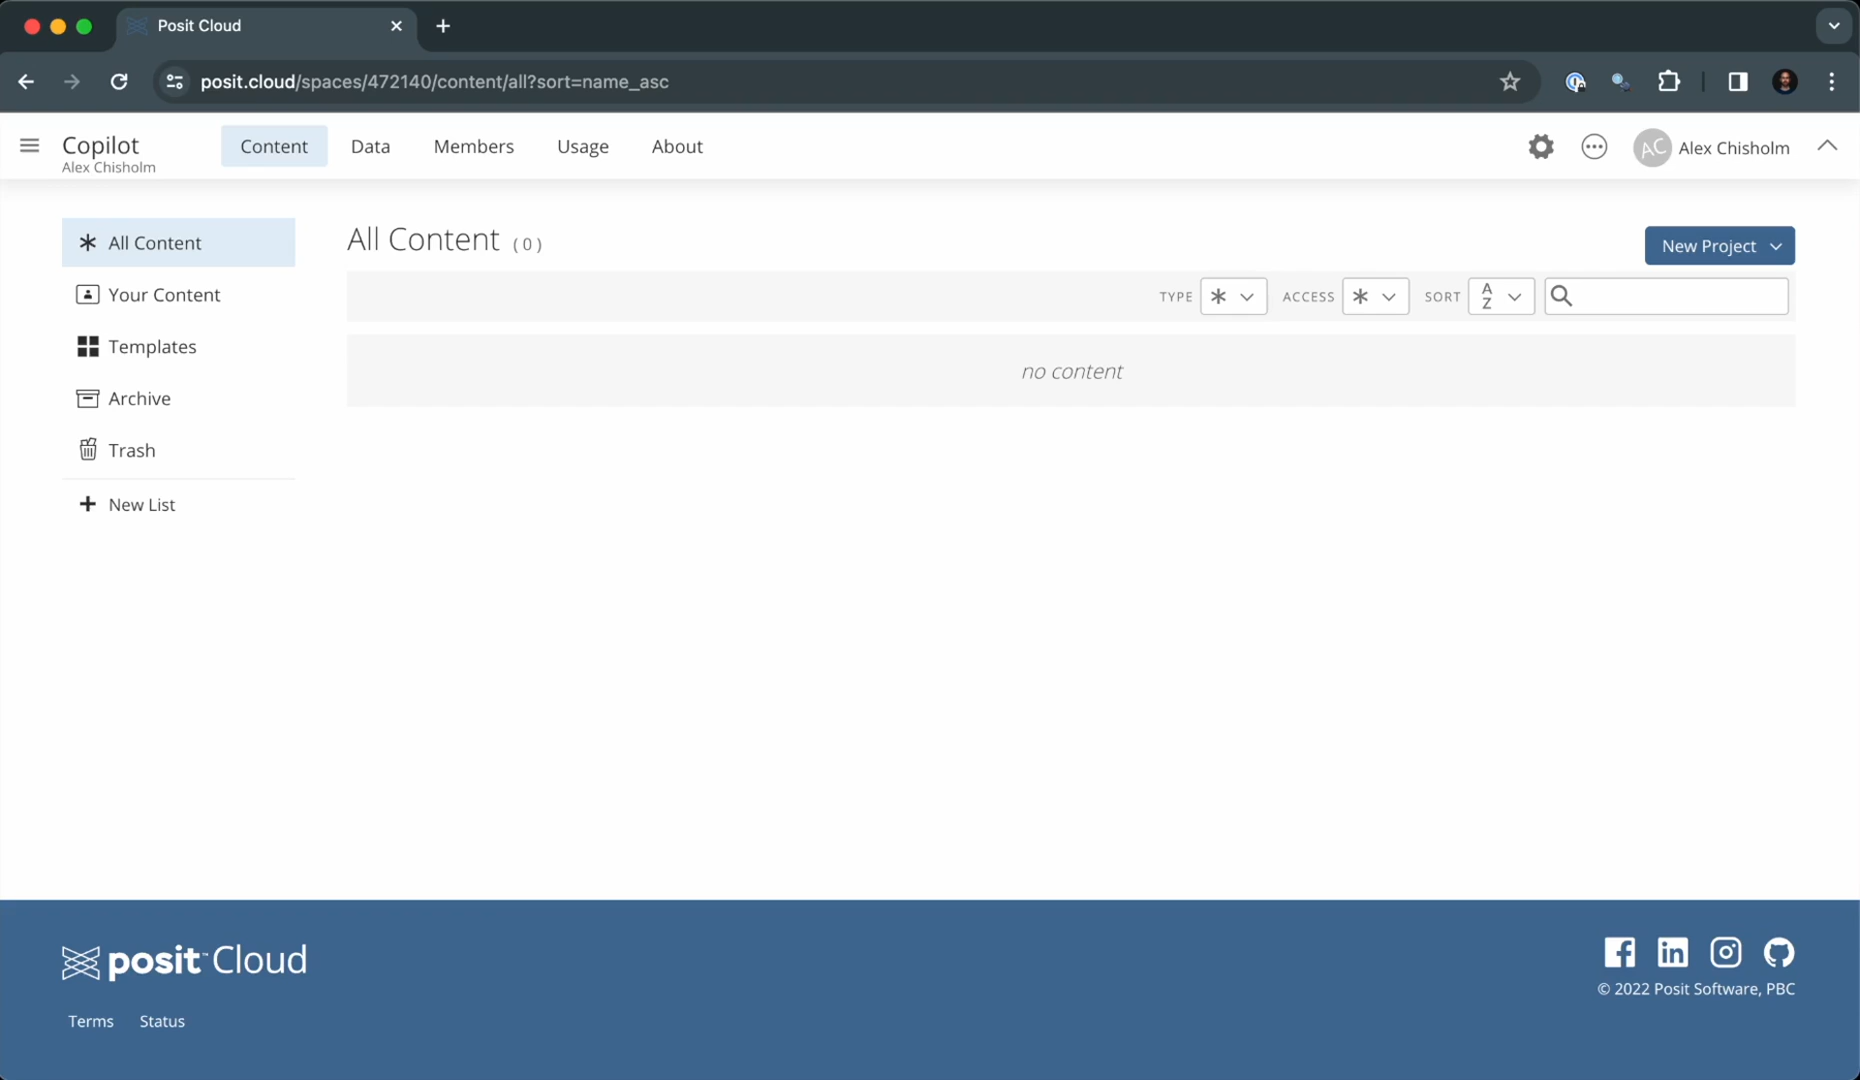 Posit Cloud
posit.cloud/spaces/472140/content/all?sort=name_asc
Copilot
Alex Chisholm
Content
Data
Members
Usage
About
AC
Alex Chisholm
All Content
Your Content
Templates
Archive
Trash
New List
All Content ( 0 )
New Project
TYPE
ACCESS
SORT
A
Z
no content
posit™ Cloud
Terms
Status
© 2022 Posit Software, PBC